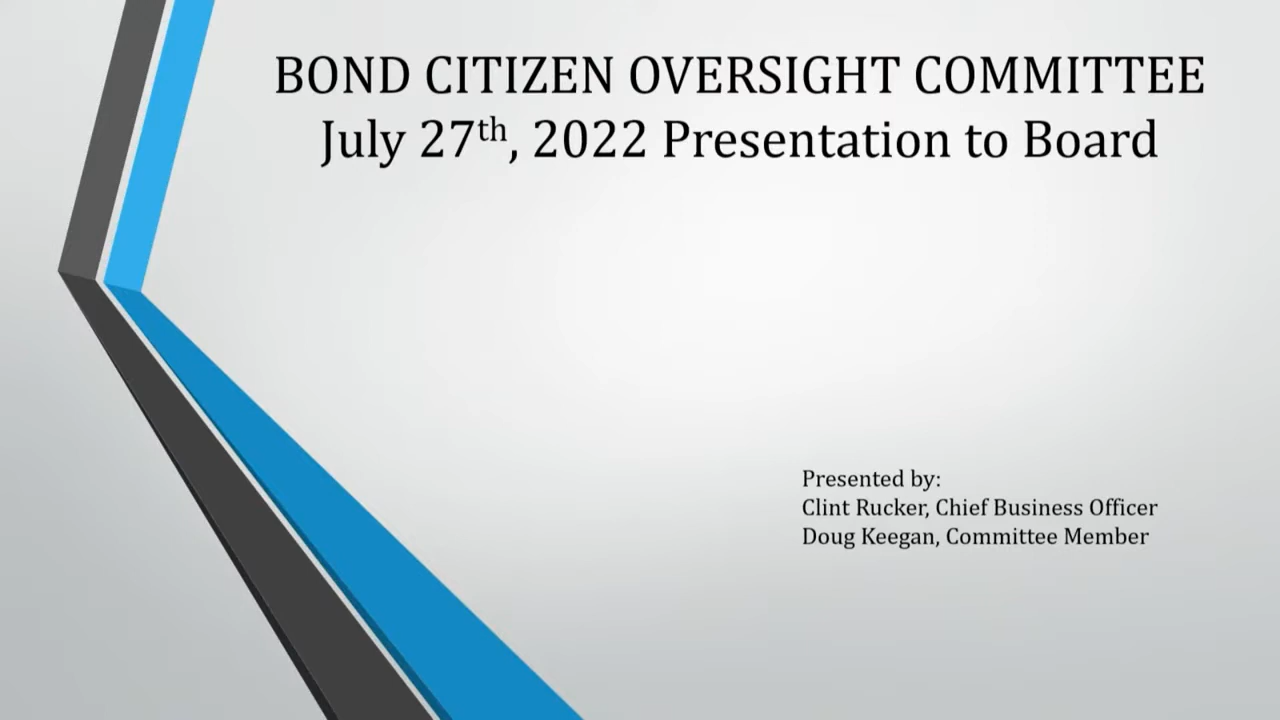 BOND CITIZEN OVERSIGHT COMMITTEE
July 27th, 2022 Presentation to Board
Presented by:
Clint Rucker, Chief Business Officer
Doug Keegan, Committee Member